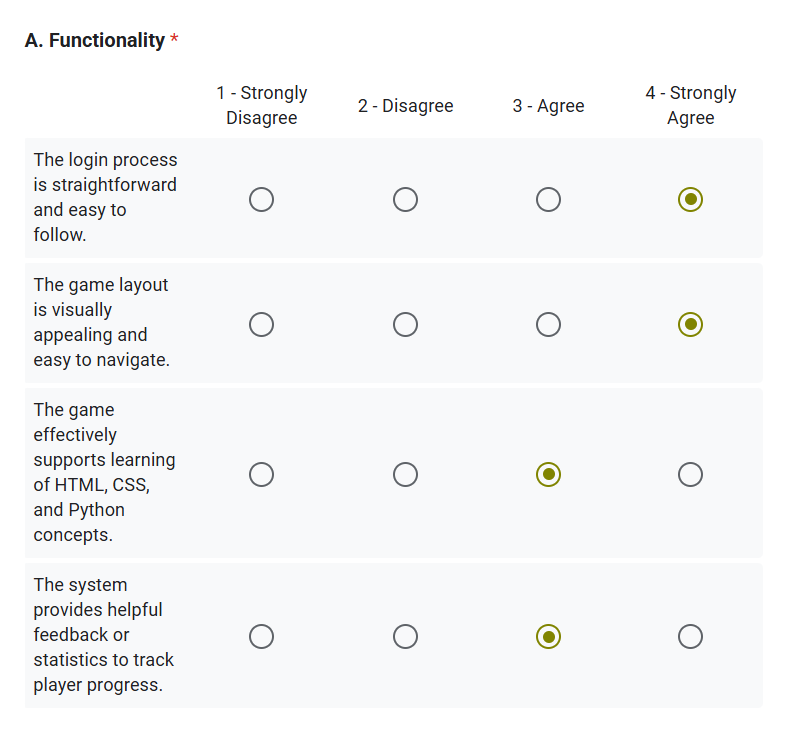 A. Functionality *
1 - Strongly
Disagree
2 - Disagree
3 - Agree
4 - Strongly
Agree
The login process
is straightforward
and easy to
follow.
The game layout
is visually
appealing and
easy to navigate.
The game
effectively
supports learning
of HTML, CSS,
and Python
concepts.
The system
provides helpful
feedback or
statistics to track
player progress.